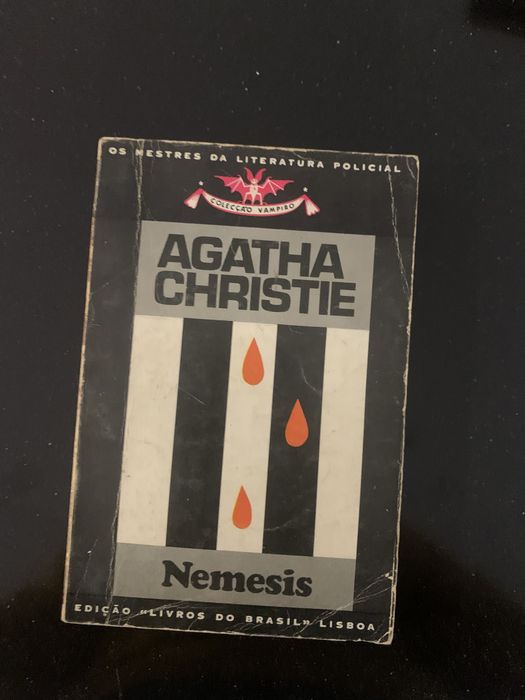 OS MESTRES DA LITERATURA POLICIAL
COLECÇÃO VAMPIRO
AGATHA
CHRISTIE
Nemesis
EDIÇÃO "LIVROS DO BRASIL" LISBOA